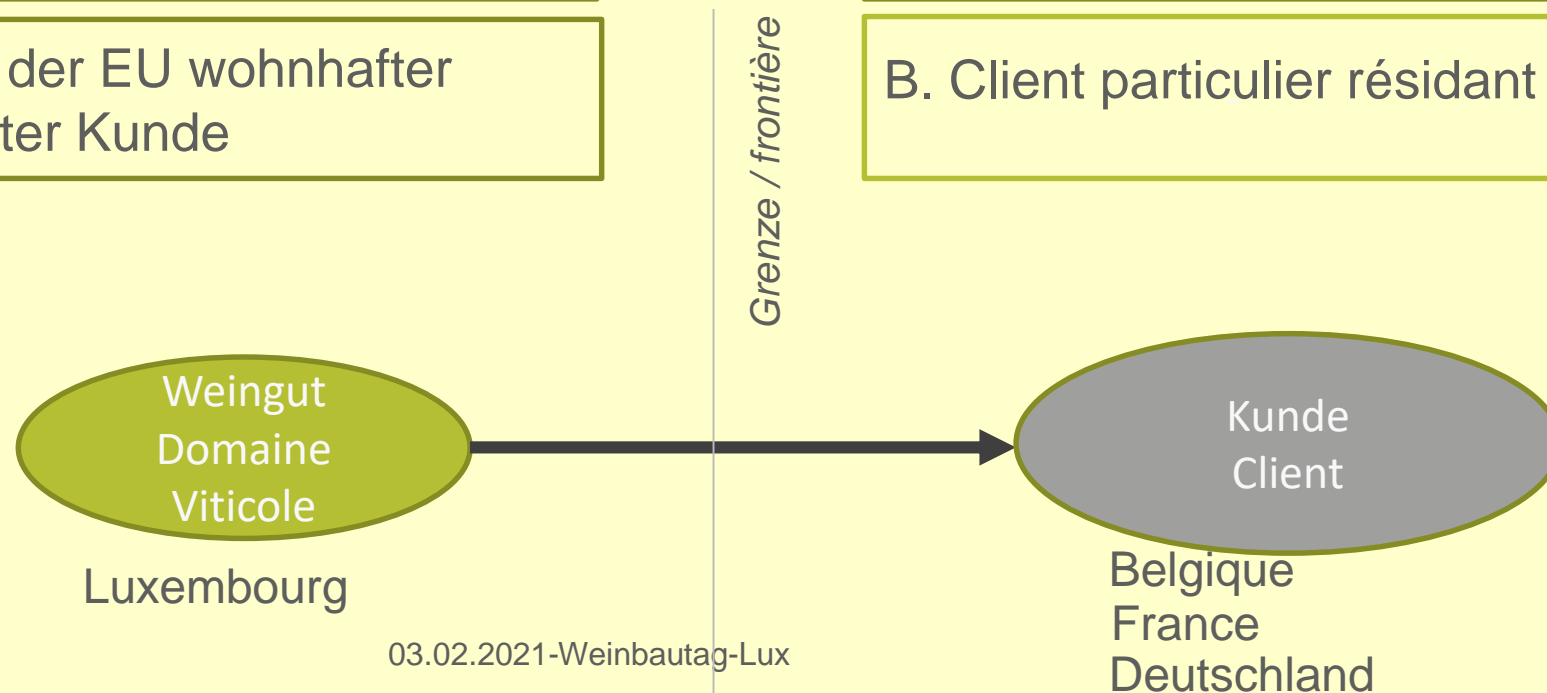 der EU wohnhafter
ter Kunde
Grenze / frontière
B. Client particulier résidant
Weingut
Domaine
Viticole
Kunde
Client
Luxembourg
Belgique
France
Deutschland
03.02.2021-Weinbautag-Lux